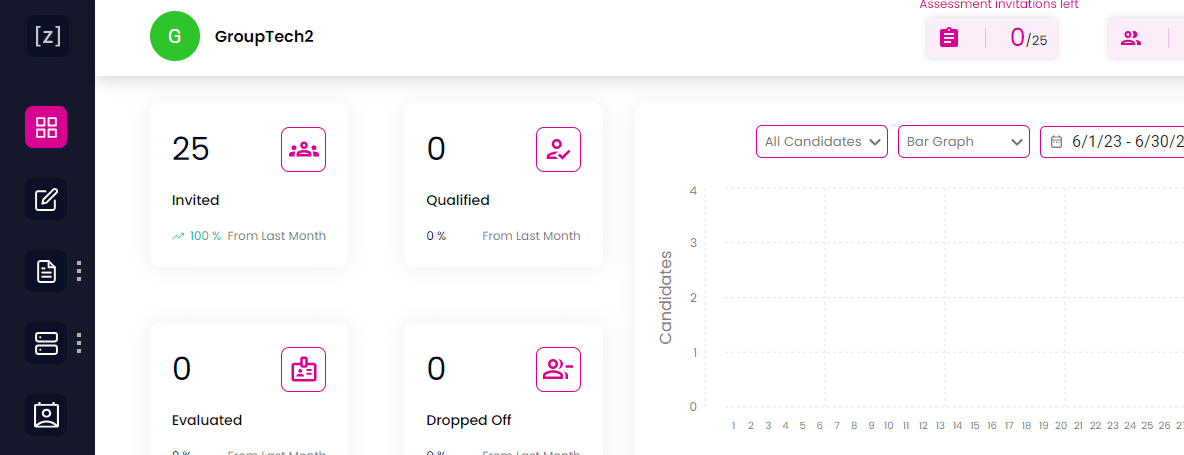 Assessment invitations left
[z]
G
GroupTech2
0/25
25
Invited
100 % From Last Month
0
Qualified
0 % From Last Month
0
Evaluated
0 % From Last Month
0
Dropped Off
0 % From Last Month
All Candidates
Bar Graph
6/1/23 - 6/30/2
Candidates
4
3
2
1
0
1 2 3 4 5 6 7 8 9 10 11 12 13 14 15 16 17 18 19 20 21 22 23 24 25 26 27